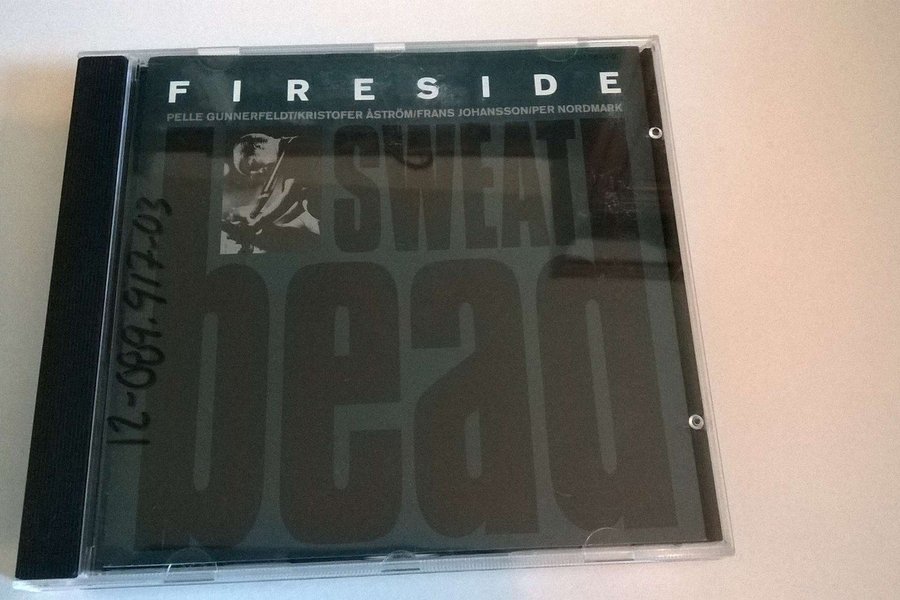 FIRESIDE
PELLE GUNNERFELDT/KRISTOFER ÅSTRÖM/FRANS JOHANSSON/PER NORDMARK
SWEAT
bead
12-089.917-03